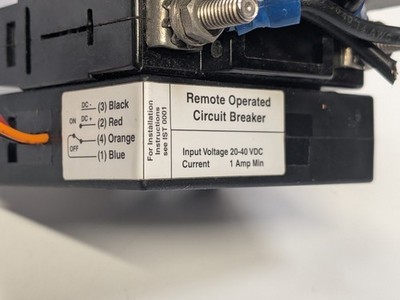 DC - (3) Black
ON DC + (2) Red
(4) Orange
OFF (1) Blue
For Installation
Instructions
see IST 0001
Remote Operated
Circuit Breaker
Input Voltage 20-40 VDC
Current 1 Amp Min